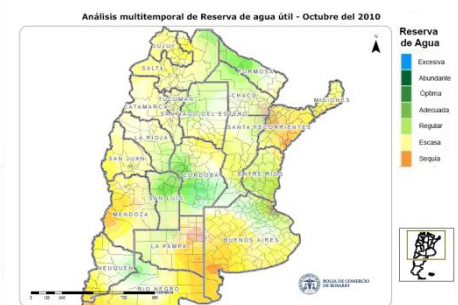 Análisis multitemporal de Reserva de agua útil - Octubre del 2010
Reserva
de Agua
Excesiva
Abundante
Óptima
Adecuada
Regular
Escasa
Sequia
JUJUY
SALTA
FORMOSA
CHACO
MISIONES
TUCUMAN
CATAMARCA
SANTIAGO DEL ESTERO
SANTA FE
CORRIENTES
LA RIOJA
SAN JUAN
CORDOBA
ENTRE RIOS
SAN LUIS
MENDOZA
BUENOS AIRES
LA PAMPA
NEUQUEN
RIO NEGRO
BOLSA DE COMERCIO
DE ROSARIO